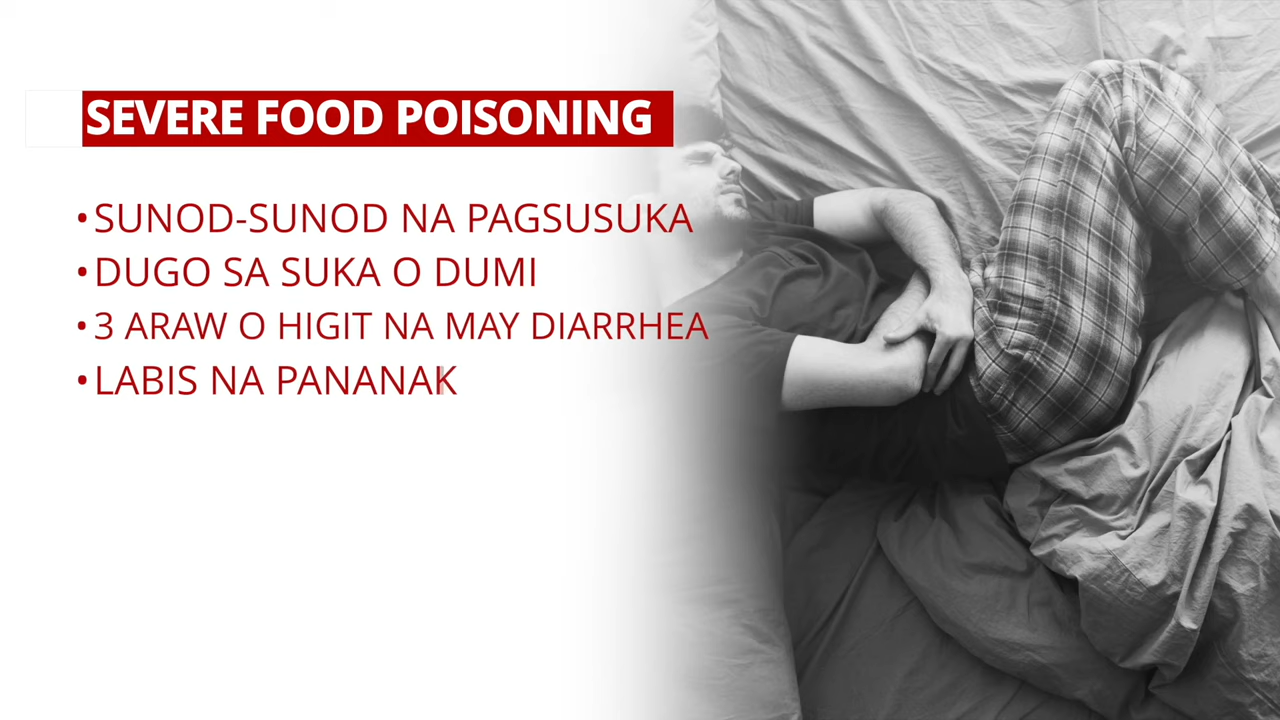 SEVERE FOOD POISONING
• SUNOD-SUNOD NA PAGSUSUKA
• DUGO SA SUKA O DUMI
• 3 ARAW O HIGIT NA MAY DIARRHEA
• LABIS NA PANANAK